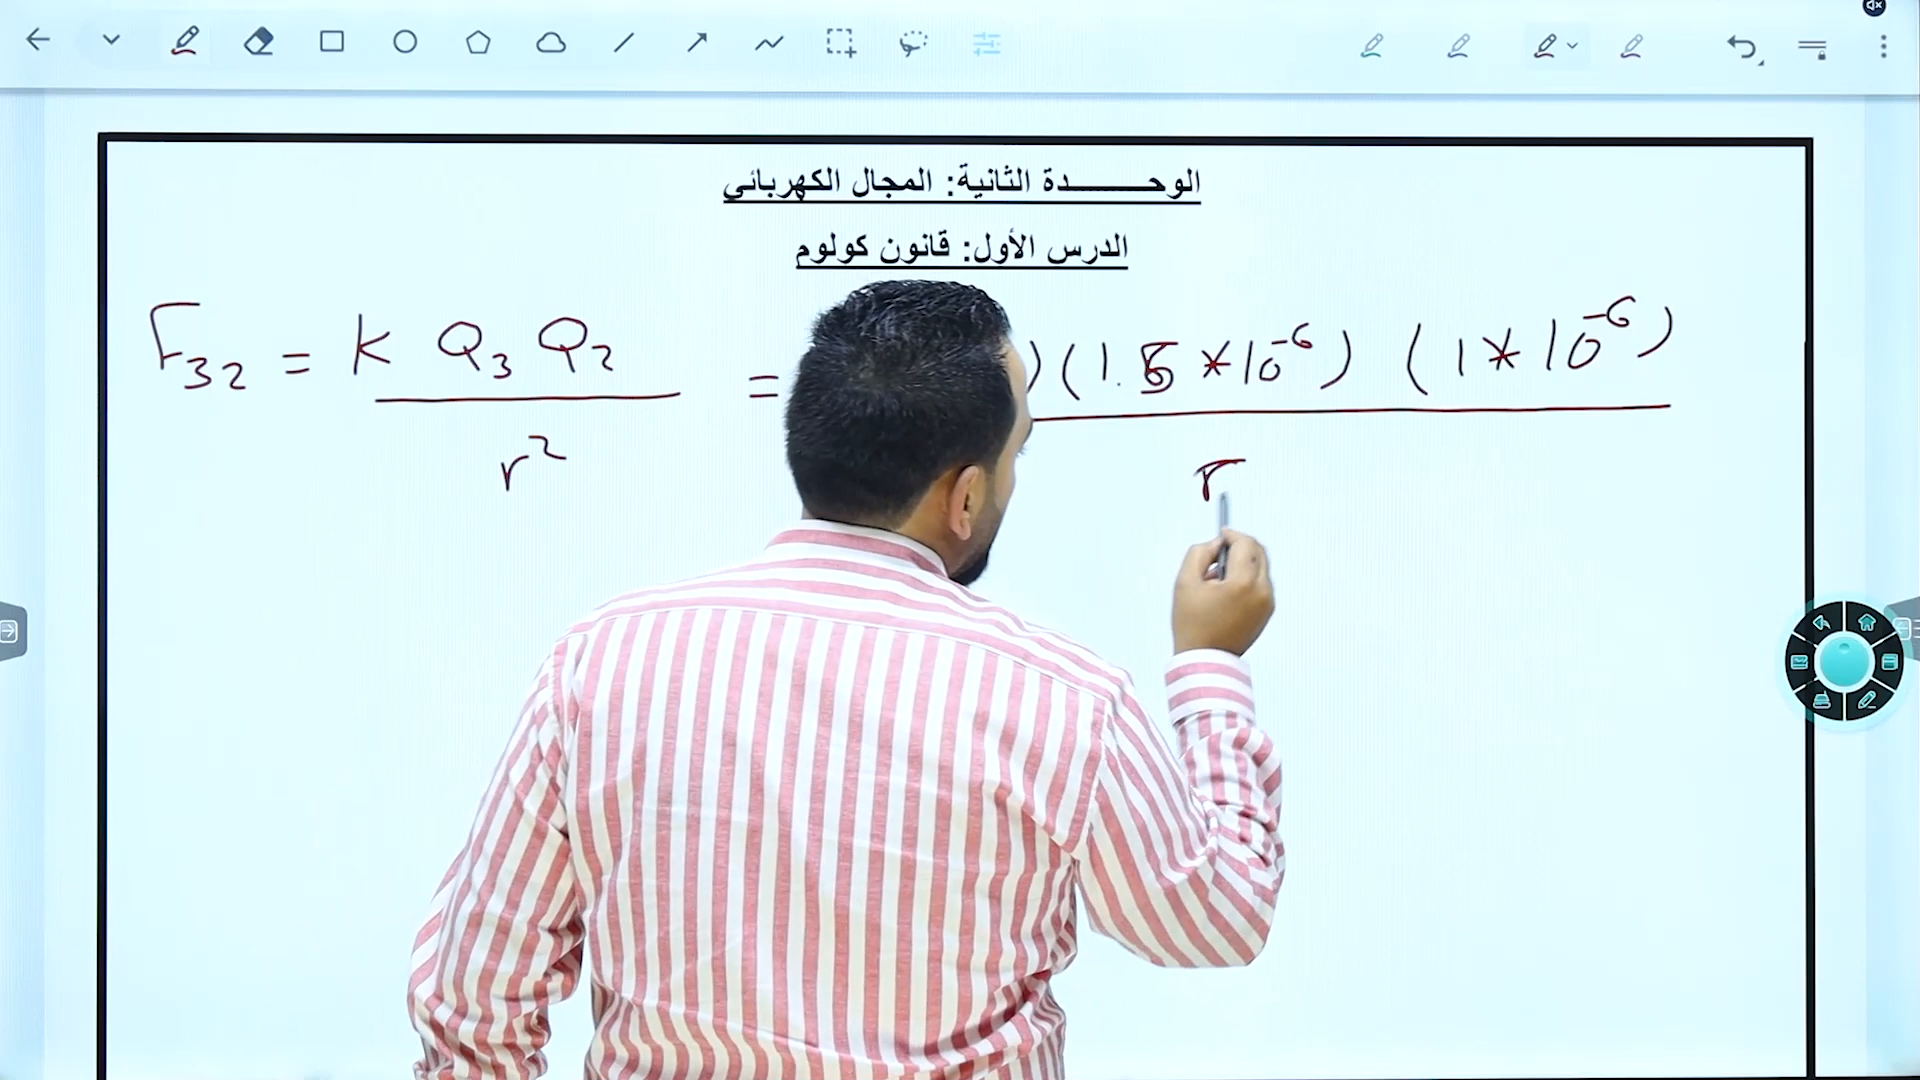 الوحـــــــدة الثانية: المجال الكهربائي
الدرس الأول: قانون كولوم
F₃₂ = K Q₃ Q₂ / r² = )(1.5 * 10⁻⁶) (1 * 10⁻⁶) / r